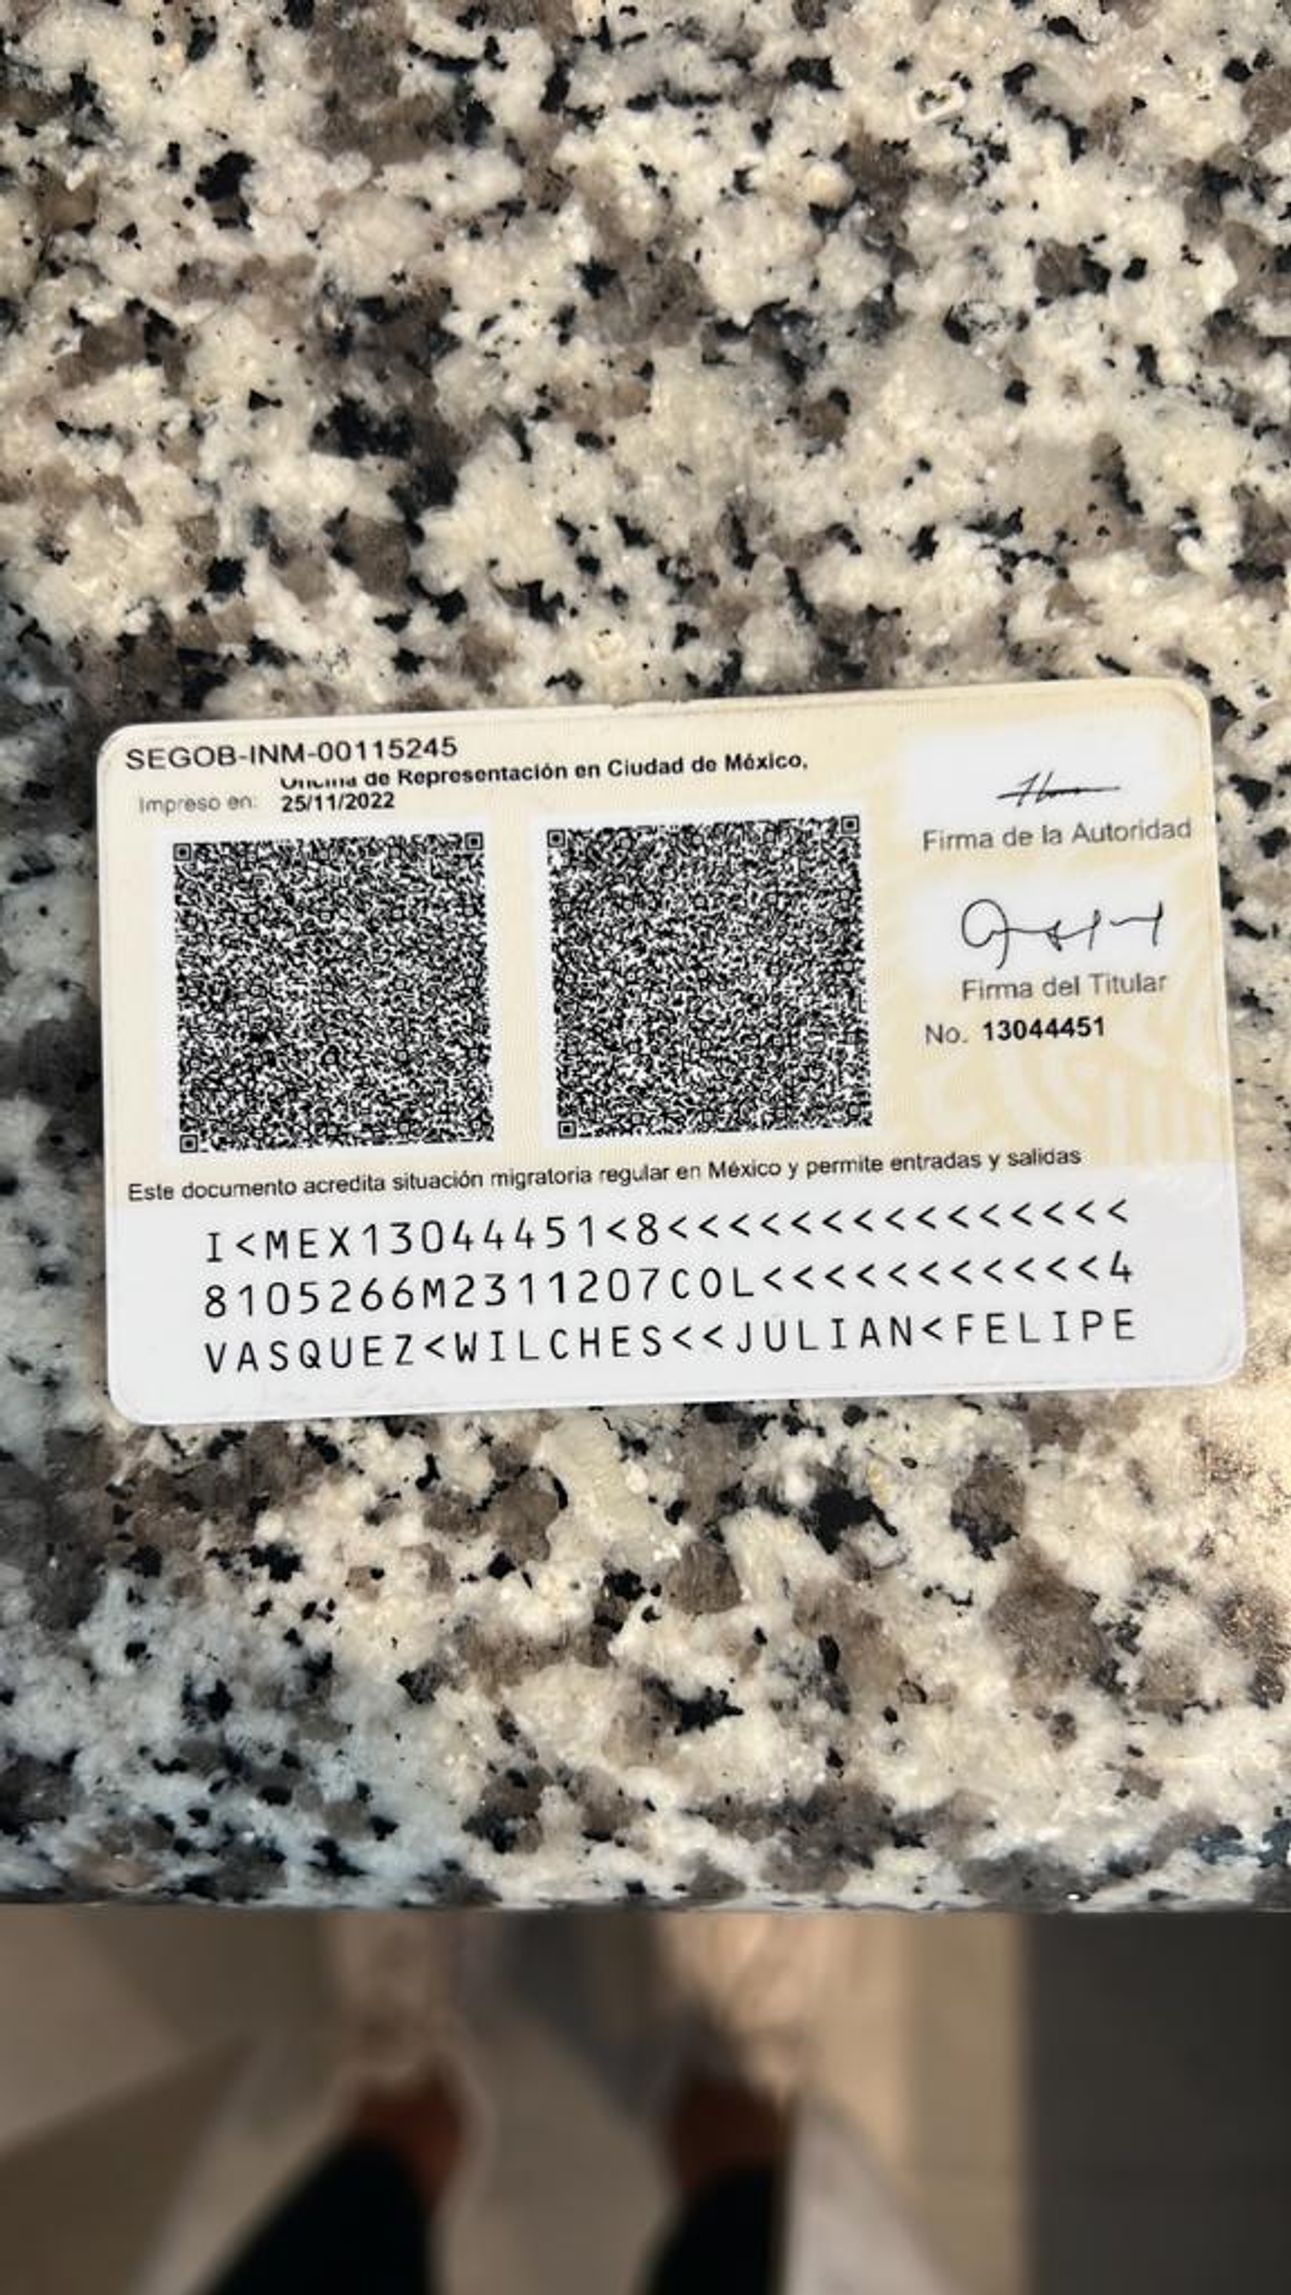 SEGOB-INM-00115245
Oficina de Representación en Ciudad de México,
Impreso en: 25/11/2022
Firma de la Autoridad
Firma del Titular
No. 13044451
Este documento acredita situación migratoria regular en México y permite entradas y salidas
I<MEX13044451<8<<<<<<<<<<<<<<<
8105266M2311207COL<<<<<<<<<<<4
VASQUEZ<WILCHES<<JULIAN<FELIPE